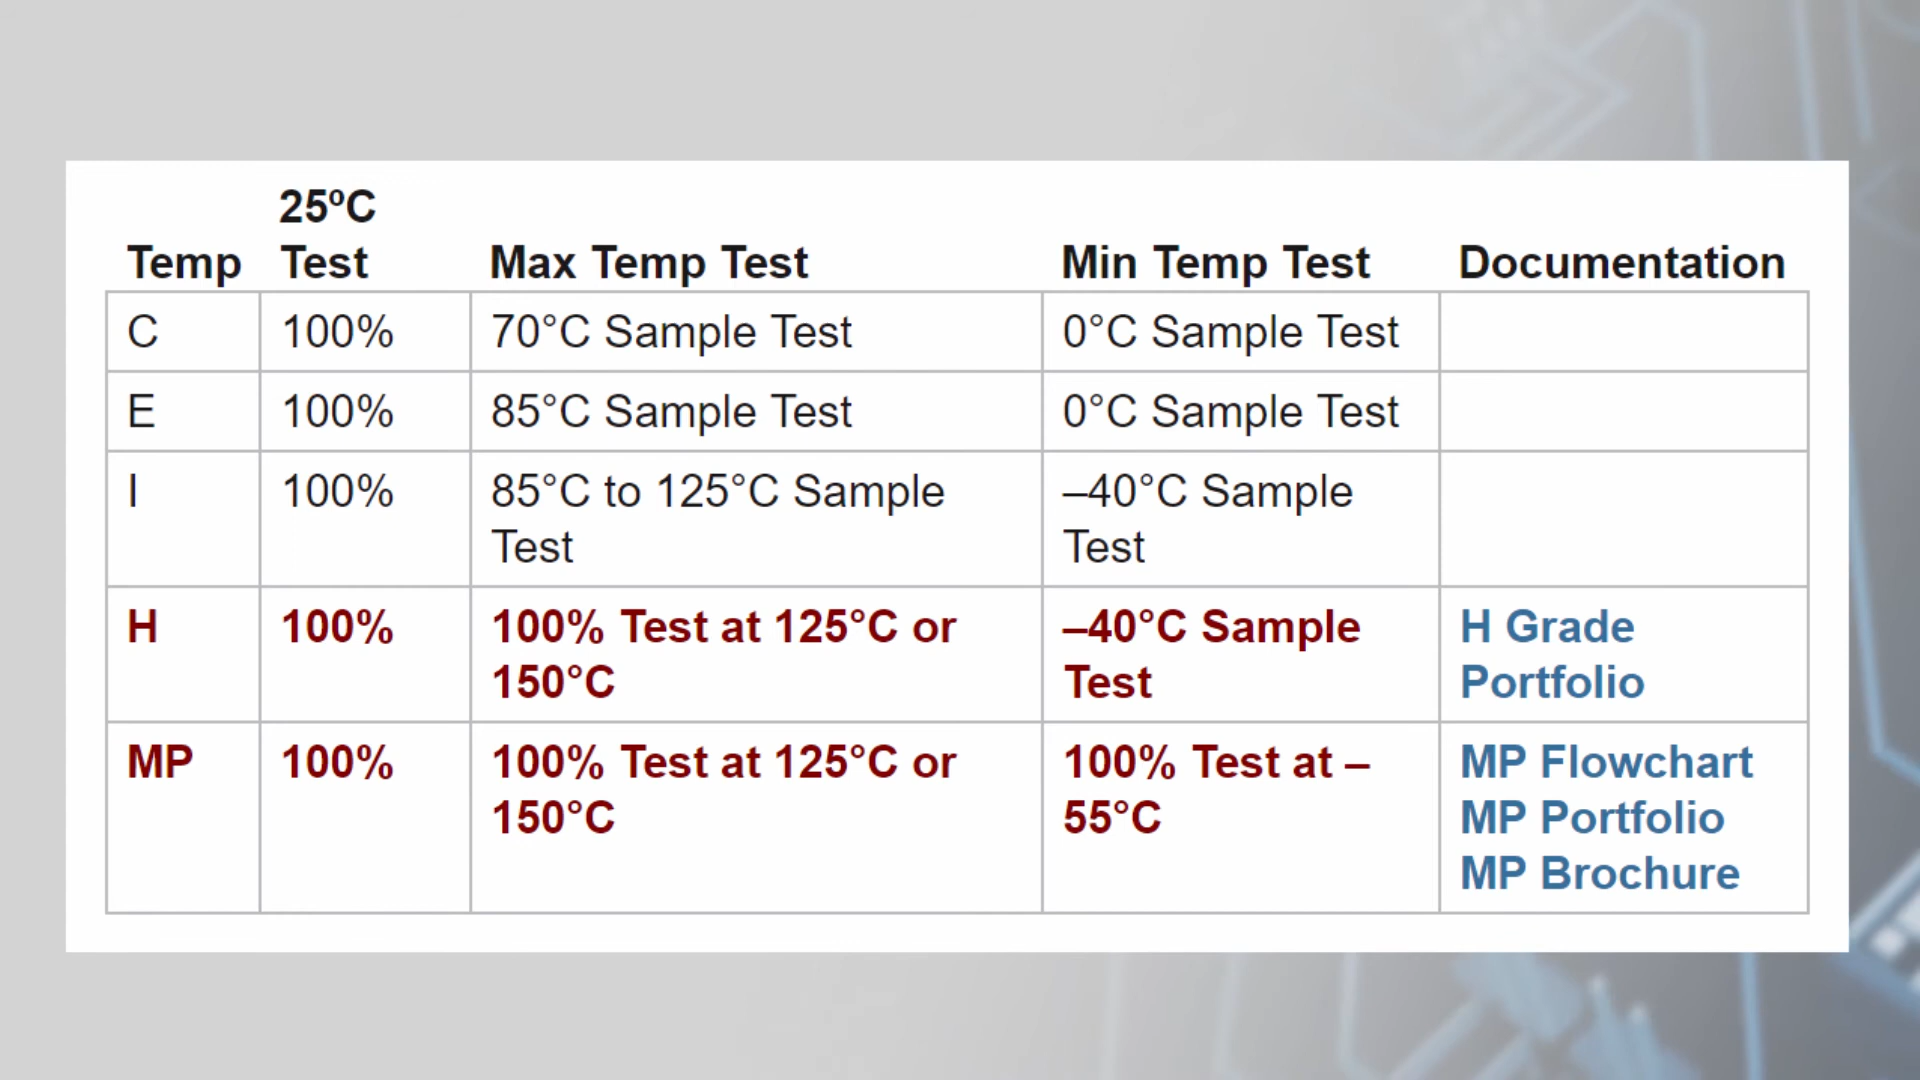 25ºC
Temp Test Max Temp Test Min Temp Test Documentation
C 100% 70°C Sample Test 0°C Sample Test
E 100% 85°C Sample Test 0°C Sample Test
I 100% 85°C to 125°C Sample –40°C Sample
Test Test
H 100% 100% Test at 125°C or –40°C Sample H Grade
150°C Test Portfolio
MP 100% 100% Test at 125°C or 100% Test at – MP Flowchart
150°C 55°C MP Portfolio
MP Brochure